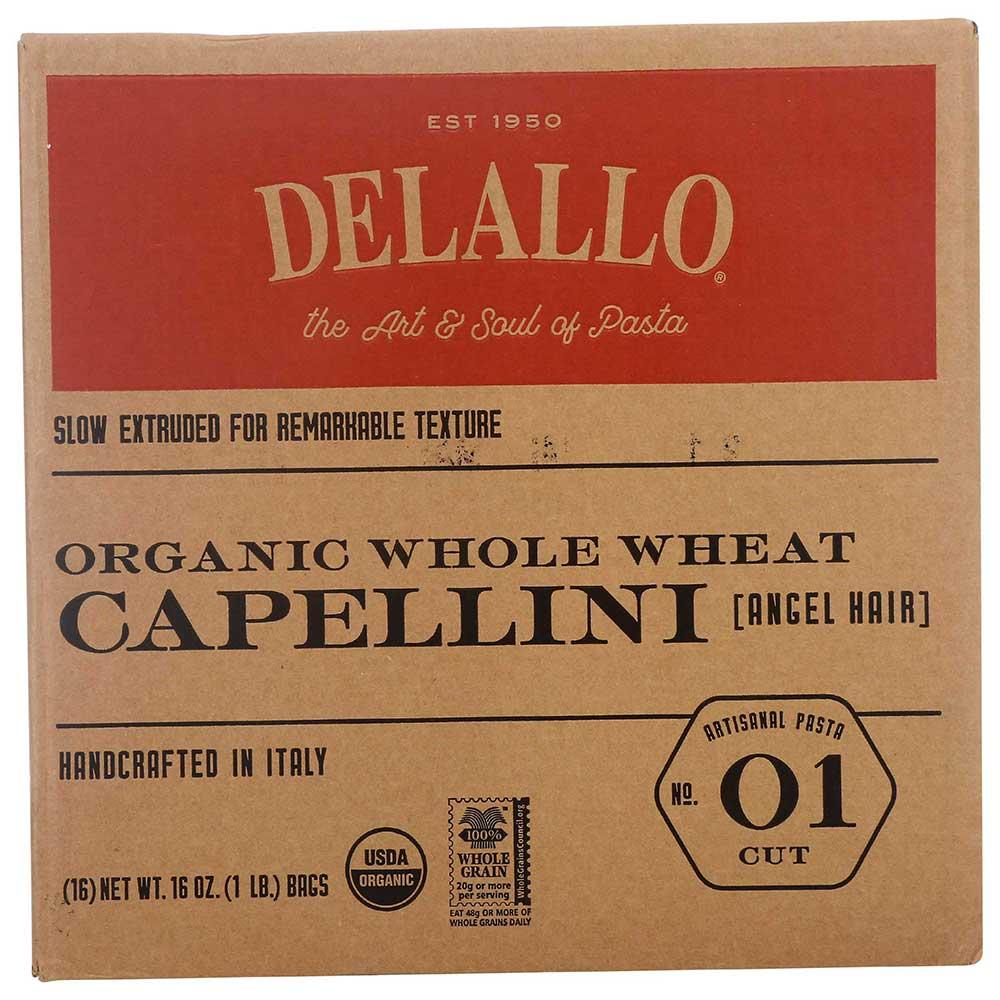 EST 1950
DELALLO®
the Art & Soul of Pasta
SLOW EXTRUDED FOR REMARKABLE TEXTURE
ORGANIC WHOLE WHEAT
CAPELLINI [ANGEL HAIR]
HANDCRAFTED IN ITALY
ARTISANAL PASTA
No. 01
CUT
(16) NET WT. 16 OZ. (1 LB.) BAGS
USDA
ORGANIC
100%
WHOLE
GRAIN
20g or more
per serving
WholeGrainsCouncil.org
EAT 48g OR MORE OF
WHOLE GRAINS DAILY